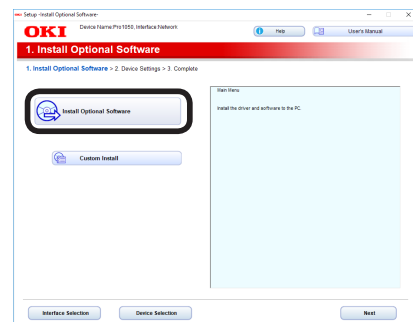 Setup -Install Optional Software-
OKI
Device Name:Pro1050, Interface:Network
Help
User's Manual
1. Install Optional Software
1. Install Optional Software > 2. Device Settings > 3. Complete
Install Optional Software
Custom Install
Main Menu
Install the driver and software to the PC.
Interface Selection
Device Selection
Next